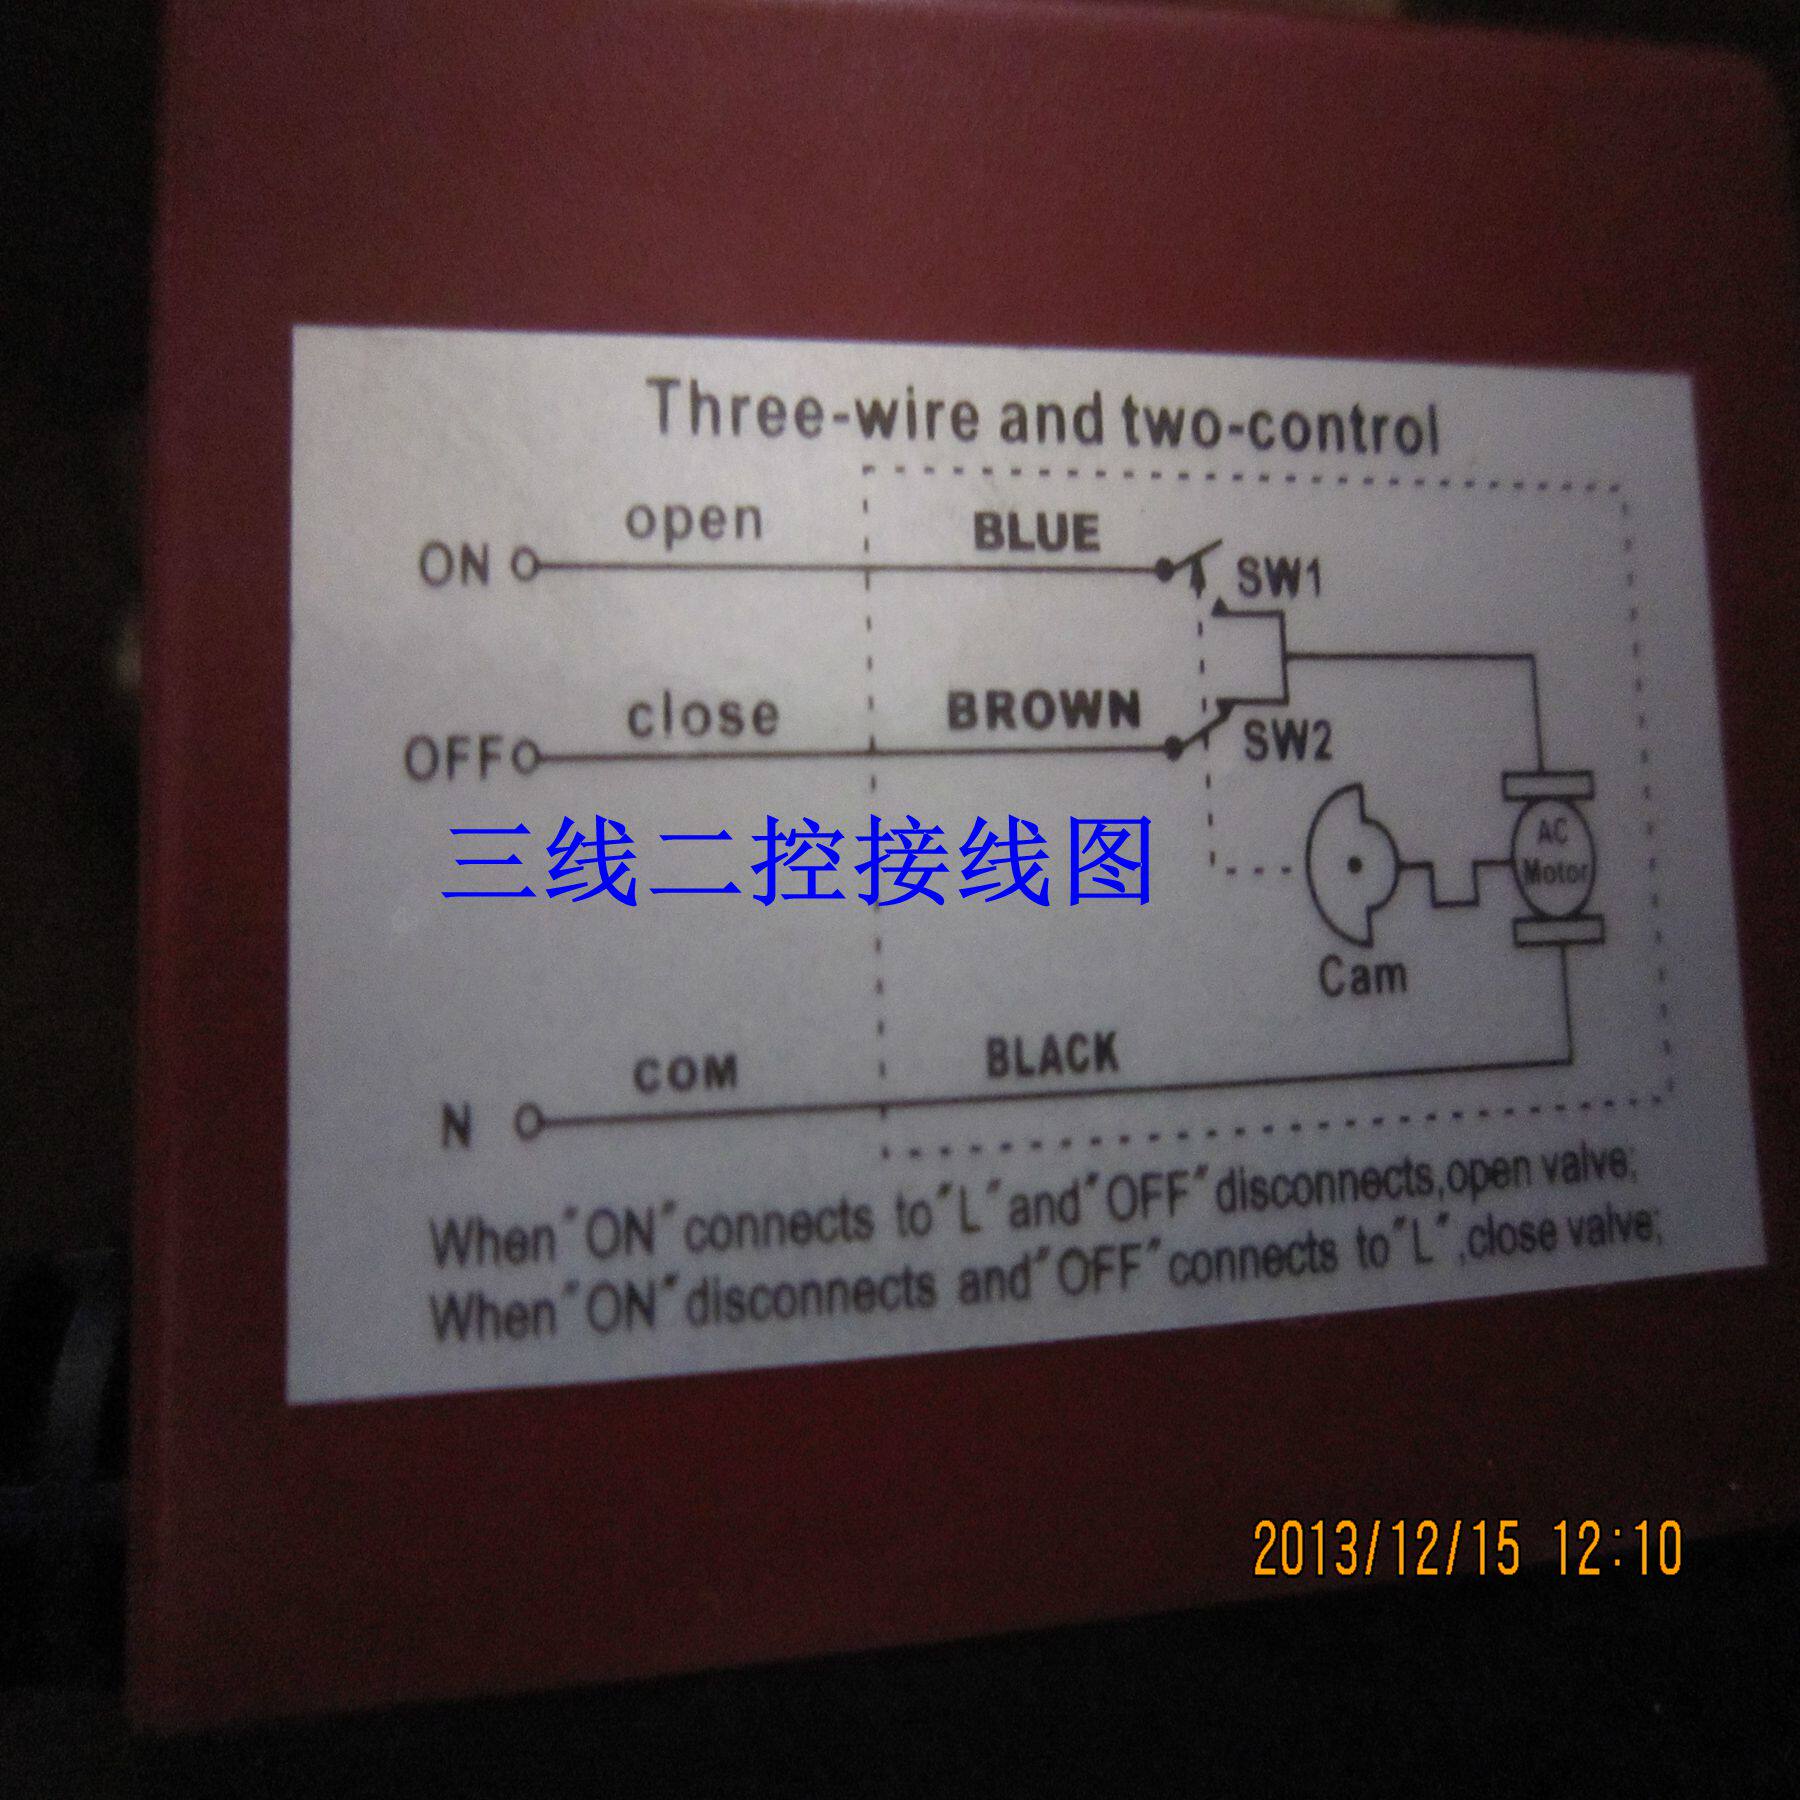 Three-wire and two-control
open
BLUE
ON
SW1
close
BROWN
OFF
SW2
三线二控接线图
AC
Motor
Cam
COM
BLACK
N
When "ON" connects to "L" and "OFF" disconnects,open valve;
When "ON" disconnects and "OFF" connects to "L",close valve;
2013/12/15 12:10